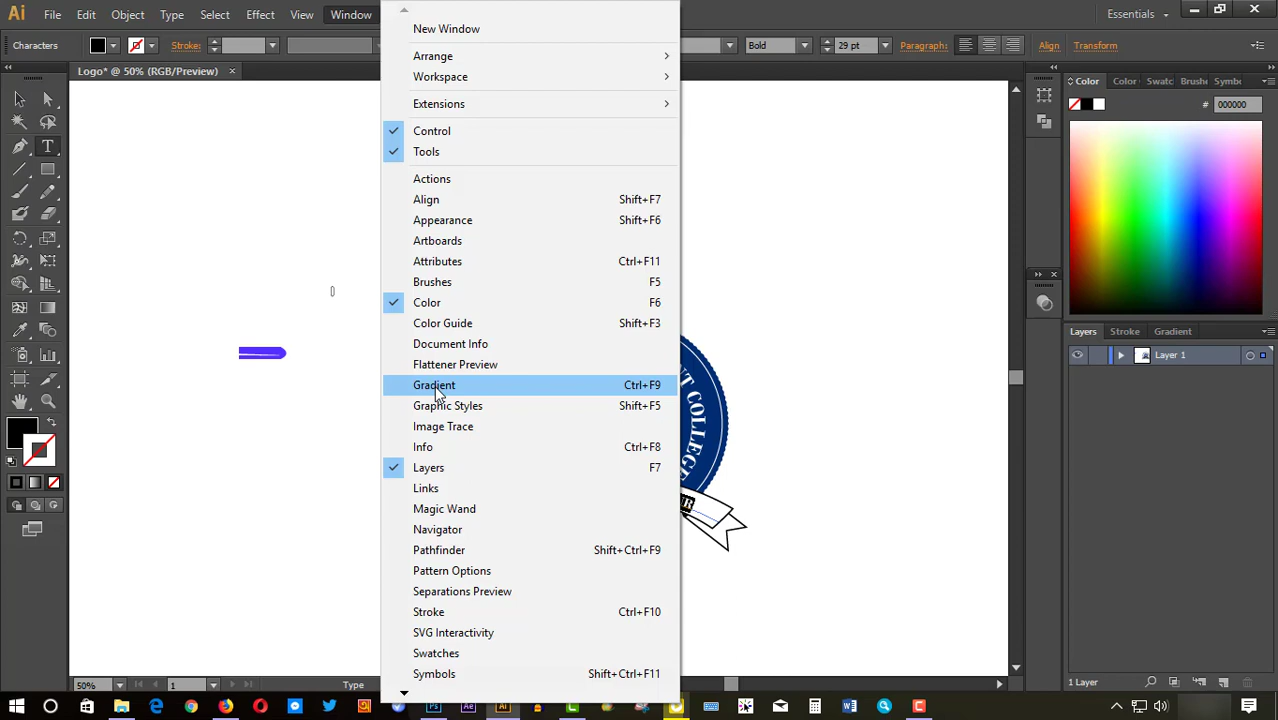 Ai File Edit Object Type Select Effect View Window Essentials
Characters Stroke: Bold 29 pt Paragraph: Align Transform
Logo* @ 50% (RGB/Preview)
New Window
Arrange
Workspace
Extensions
Control
Tools
Actions
Align Shift+F7
Appearance Shift+F6
Artboards
Attributes Ctrl+F11
Brushes F5
Color F6
Color Guide Shift+F3
Document Info
Flattener Preview
Gradient Ctrl+F9
Graphic Styles Shift+F5
Image Trace
Info Ctrl+F8
Layers F7
Links
Magic Wand
Navigator
Pathfinder Shift+Ctrl+F9
Pattern Options
Separations Preview
Stroke Ctrl+F10
SVG Interactivity
Swatches
Symbols Shift+Ctrl+F11
COLLEGE
Color Color Swatc Brushe Symbo
# 000000
Layers Stroke Gradient
Layer 1
1 Layer
50% 1 Type